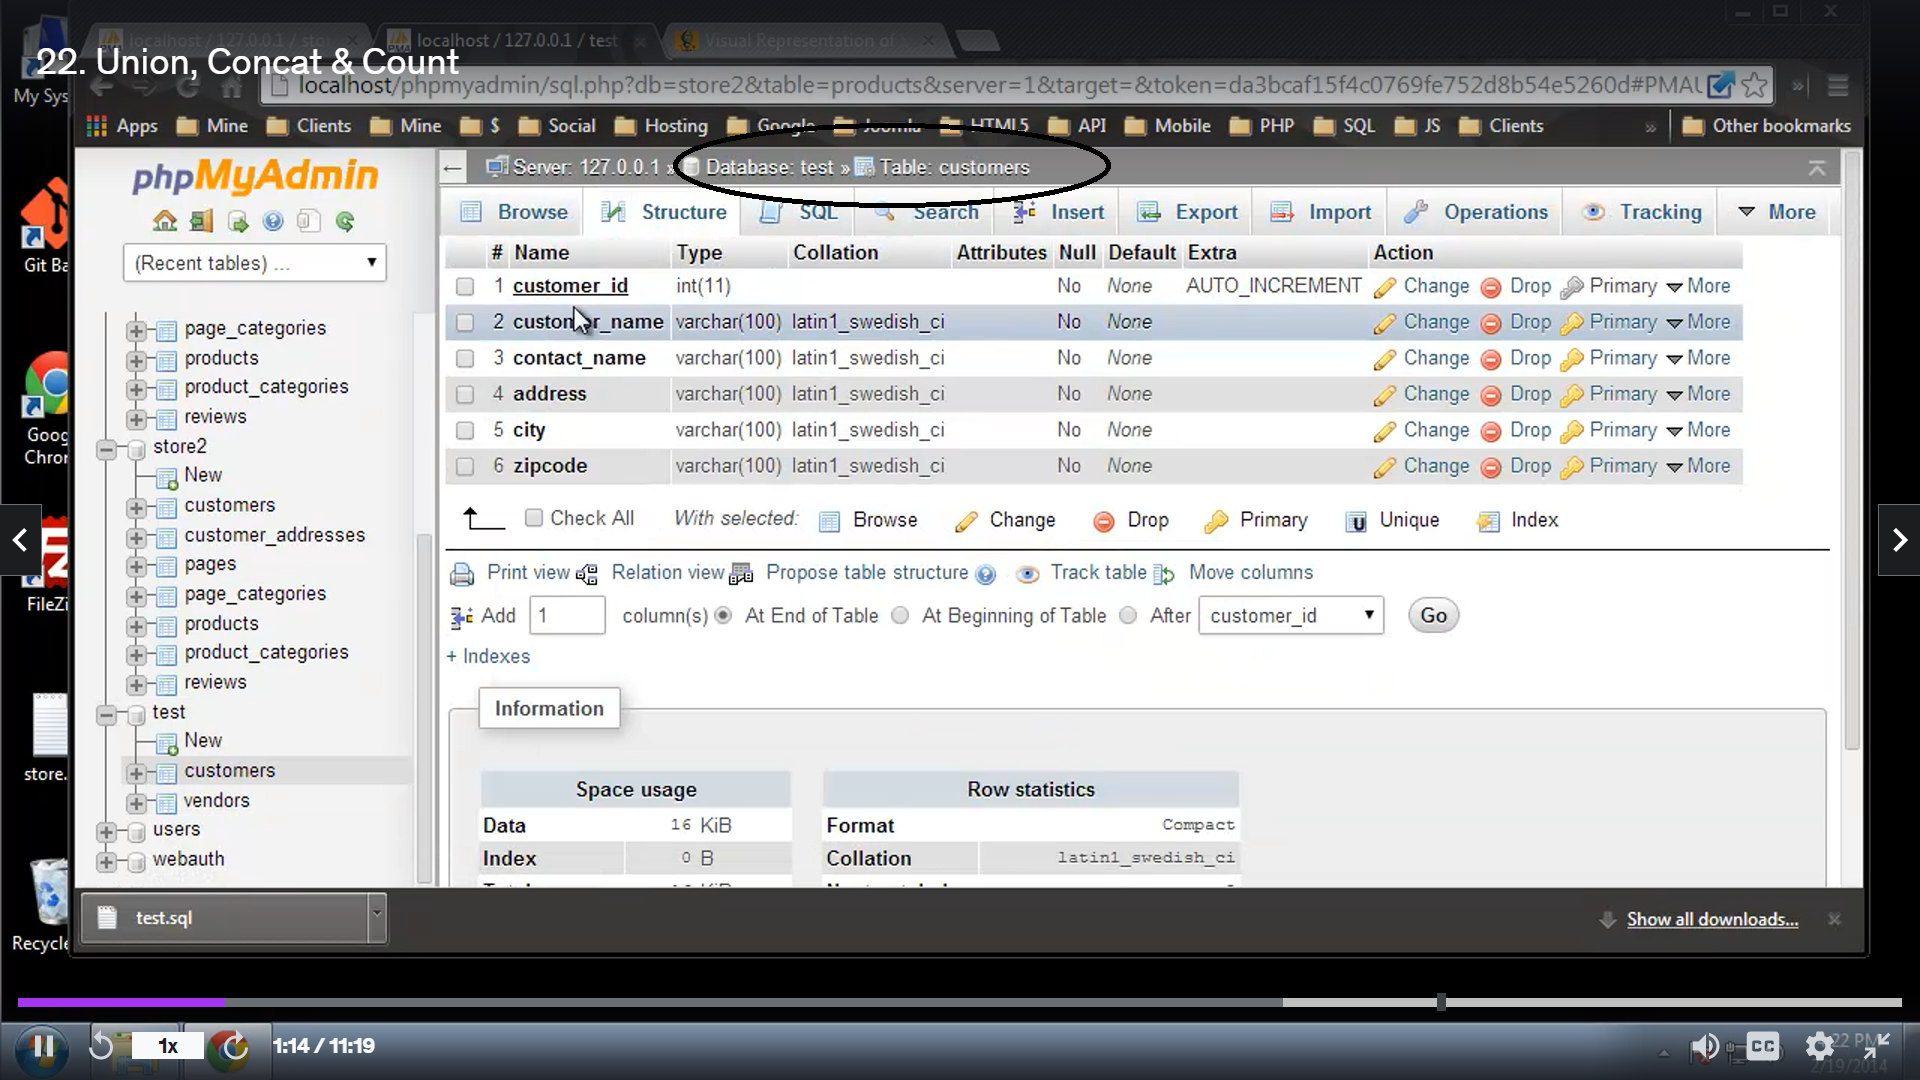 localhost / 127.0.0.1 / sto
localhost / 127.0.0.1 / test
Visual Representation of
22. Union, Concat & Count
My Sys
localhost/phpmyadmin/sql.php?db=store2&table=products&server=1&target=&token=da3bcaf15f4c0769fe752d8b54e5260d#PMAU
Apps Mine Clients Mine $ Social Hosting Google Joomla HTML5 API Mobile PHP SQL JS Clients » Other bookmarks
phpMyAdmin
Server: 127.0.0.1 » Database: test » Table: customers
Browse Structure SQL Search Insert Export Import Operations Tracking More
(Recent tables) ...
# Name Type Collation Attributes Null Default Extra Action
1 customer_id int(11) No None AUTO_INCREMENT Change Drop Primary More
2 customer_name varchar(100) latin1_swedish_ci No None Change Drop Primary More
3 contact_name varchar(100) latin1_swedish_ci No None Change Drop Primary More
4 address varchar(100) latin1_swedish_ci No None Change Drop Primary More
5 city varchar(100) latin1_swedish_ci No None Change Drop Primary More
6 zipcode varchar(100) latin1_swedish_ci No None Change Drop Primary More
Check All With selected: Browse Change Drop Primary Unique Index
Print view Relation view Propose table structure Track table Move columns
Add 1 column(s) At End of Table At Beginning of Table After customer_id Go
+ Indexes
Information
Space usage
Data 16 KiB
Index 0 B
Row statistics
Format Compact
Collation latin1_swedish_ci
page_categories
products
product_categories
reviews
store2
New
customers
customer_addresses
pages
page_categories
products
product_categories
reviews
test
New
customers
vendors
users
webauth
Git Ba
Goog
Chron
FileZi
store.
Recycle
test.sql
Show all downloads...
1x
1:14 / 11:19
CC
22 PM
2/19/2014